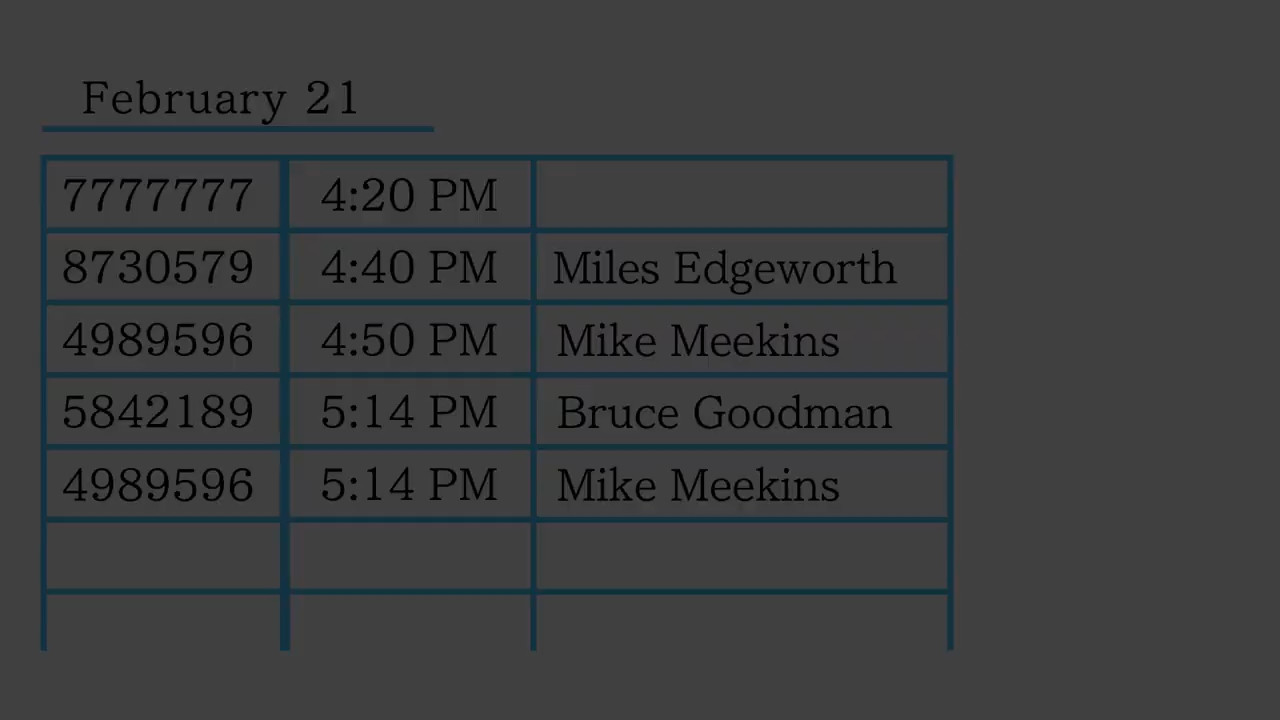 February 21
7777777 4:20 PM
8730579 4:40 PM Miles Edgeworth
4989596 4:50 PM Mike Meekins
5842189 5:14 PM Bruce Goodman
4989596 5:14 PM Mike Meekins